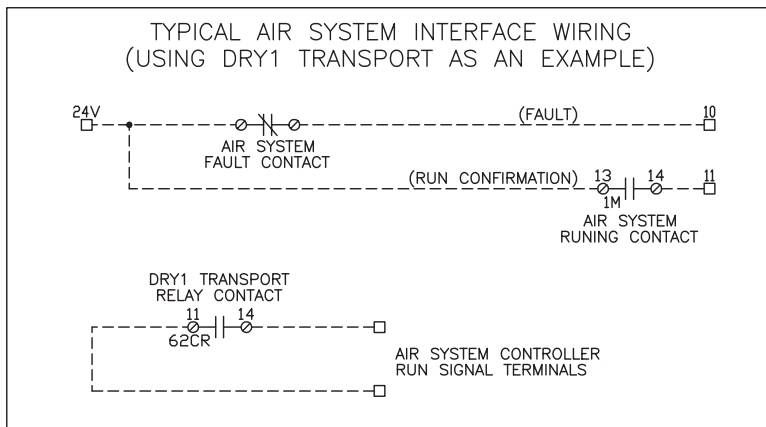 TYPICAL AIR SYSTEM INTERFACE WIRING
(USING DRY1 TRANSPORT AS AN EXAMPLE)
24V
(FAULT)
10
AIR SYSTEM
FAULT CONTACT
(RUN CONFIRMATION)
13
14
11
1M
AIR SYSTEM
RUNING CONTACT
DRY1 TRANSPORT
RELAY CONTACT
11
14
62CR
AIR SYSTEM CONTROLLER
RUN SIGNAL TERMINALS